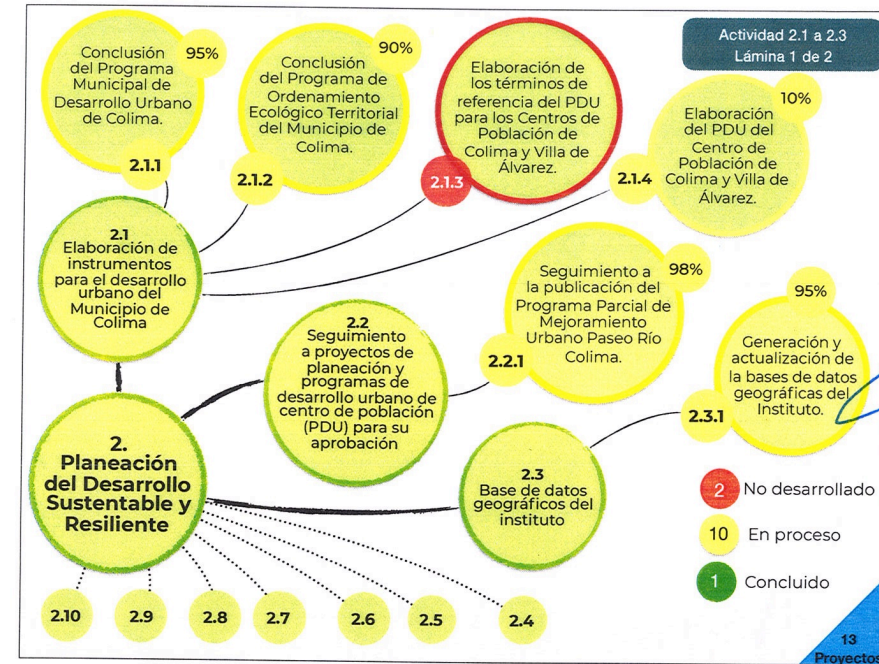 Actividad 2.1 a 2.3
Lámina 1 de 2
Conclusión
del Programa
Municipal de
Desarrollo Urbano
de Colima.
95%
2.1.1
Conclusión
del Programa de
Ordenamiento
Ecológico Territorial
del Municipio de
Colima.
90%
2.1.2
Elaboración de
los términos de
referencia del PDU
para los Centros de
Población de
Colima y Villa de
Álvarez.
2.1.3
10%
Elaboración
del PDU del
Centro de
Población de
Colima y Villa de
Álvarez.
2.1.4
2.1
Elaboración de
instrumentos
para el desarrollo
urbano del
Municipio de
Colima
2.2
Seguimiento
a proyectos de
planeación y
programas de
desarrollo urbano de
centro de población
(PDU) para su
aprobación
98%
Seguimiento a
la publicación del
Programa Parcial de
Mejoramiento
Urbano Paseo Río
Colima.
2.2.1
95%
Generación y
actualización de
la bases de datos
geográficas del
Instituto.
2.3.1
2.
Planeación
del Desarrollo
Sustentable y
Resiliente
2.3
Base de datos
geográficos del
instituto
2 No desarrollado
10 En proceso
1 Concluido
2.10
2.9
2.8
2.7
2.6
2.5
2.4
13
Proyectos